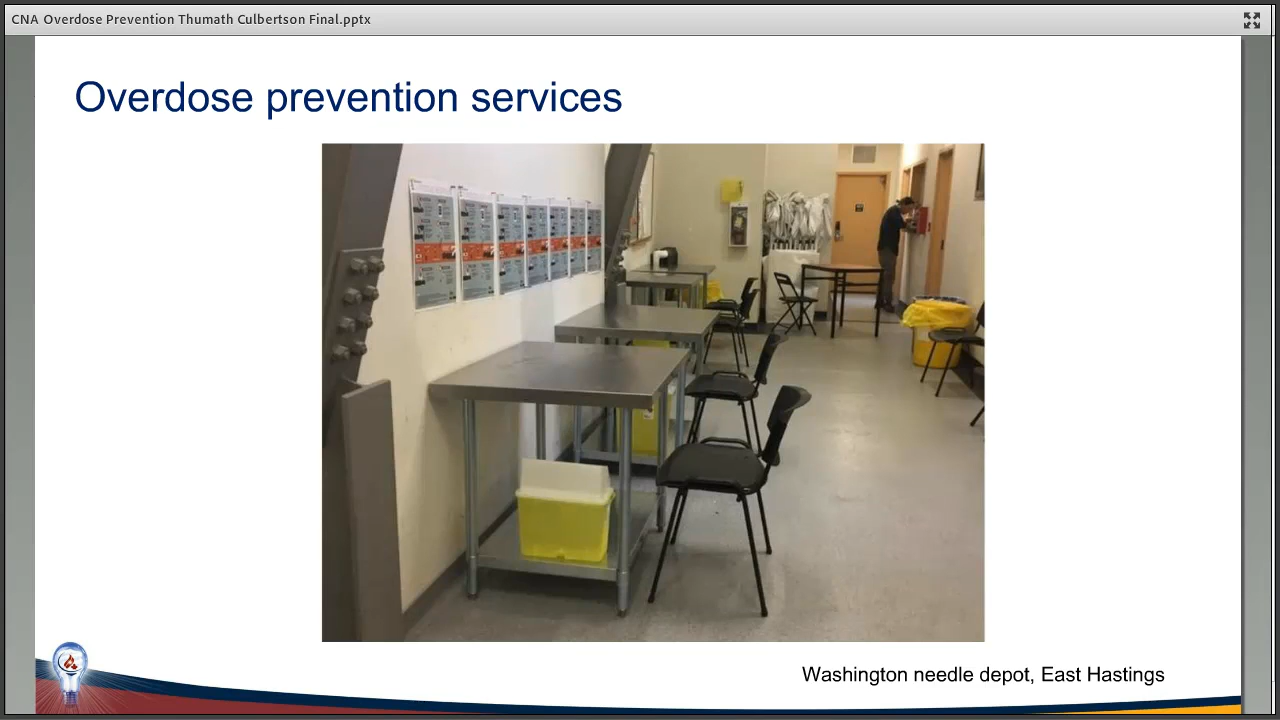 CNA Overdose Prevention Thumath Culbertson Final.pptx
Overdose prevention services
Washington needle depot, East Hastings